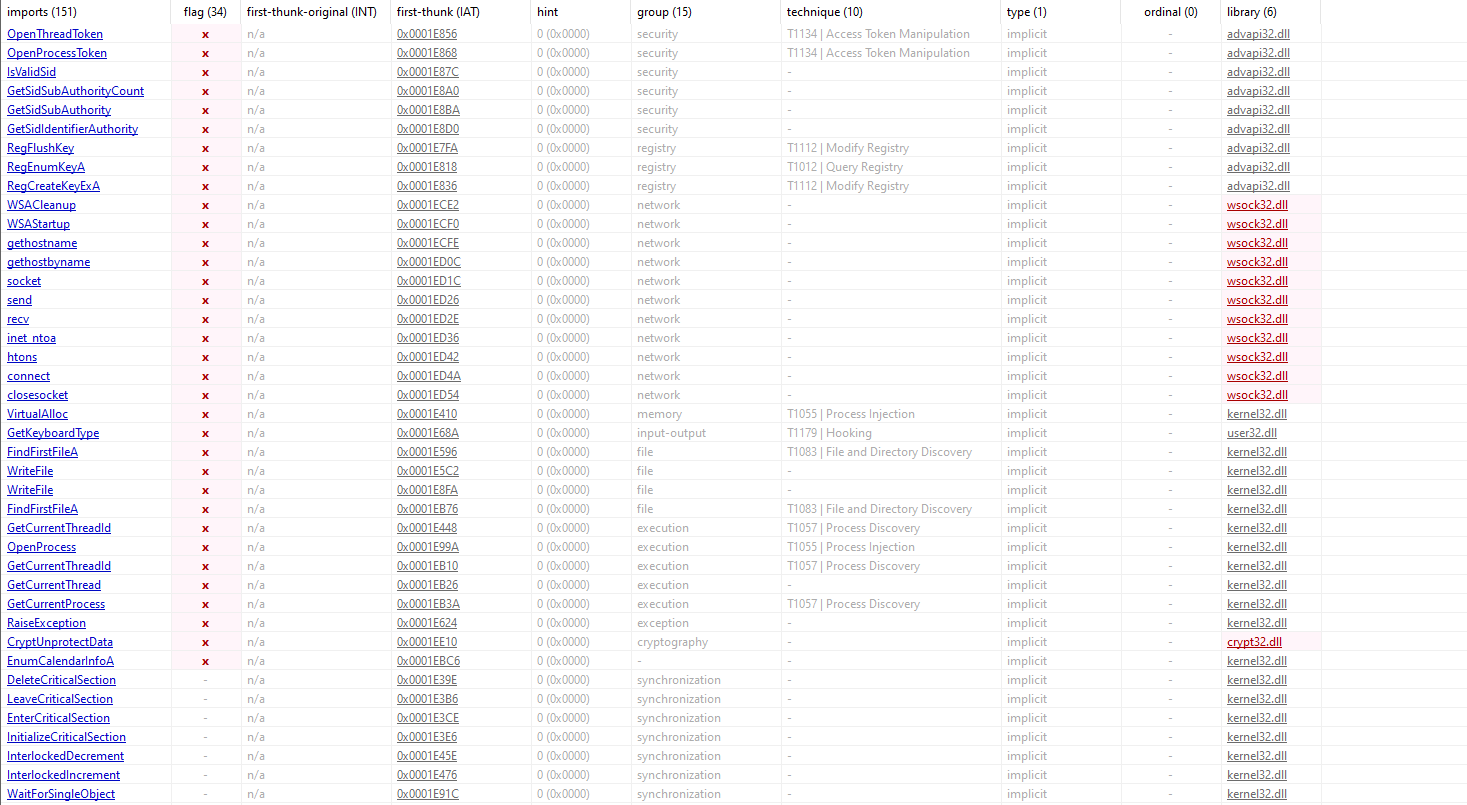 imports (151) flag (34) first-thunk-original (INT) first-thunk (IAT) hint group (15) technique (10) type (1) ordinal (0) library (6)
OpenThreadToken x n/a 0x0001E856 0 (0x0000) security T1134 | Access Token Manipulation implicit - advapi32.dll
OpenProcessToken x n/a 0x0001E868 0 (0x0000) security T1134 | Access Token Manipulation implicit - advapi32.dll
IsValidSid x n/a 0x0001E87C 0 (0x0000) security - implicit - advapi32.dll
GetSidSubAuthorityCount x n/a 0x0001E8A0 0 (0x0000) security - implicit - advapi32.dll
GetSidSubAuthority x n/a 0x0001E8BA 0 (0x0000) security - implicit - advapi32.dll
GetSidIdentifierAuthority x n/a 0x0001E8D0 0 (0x0000) security - implicit - advapi32.dll
RegFlushKey x n/a 0x0001E7FA 0 (0x0000) registry T1112 | Modify Registry implicit - advapi32.dll
RegEnumKeyA x n/a 0x0001E818 0 (0x0000) registry T1012 | Query Registry implicit - advapi32.dll
RegCreateKeyExA x n/a 0x0001E836 0 (0x0000) registry T1112 | Modify Registry implicit - advapi32.dll
WSACleanup x n/a 0x0001ECE2 0 (0x0000) network - implicit - wsock32.dll
WSAStartup x n/a 0x0001ECF0 0 (0x0000) network - implicit - wsock32.dll
gethostname x n/a 0x0001ECFE 0 (0x0000) network - implicit - wsock32.dll
gethostbyname x n/a 0x0001ED0C 0 (0x0000) network - implicit - wsock32.dll
socket x n/a 0x0001ED1C 0 (0x0000) network - implicit - wsock32.dll
send x n/a 0x0001ED26 0 (0x0000) network - implicit - wsock32.dll
recv x n/a 0x0001ED2E 0 (0x0000) network - implicit - wsock32.dll
inet_ntoa x n/a 0x0001ED36 0 (0x0000) network - implicit - wsock32.dll
htons x n/a 0x0001ED42 0 (0x0000) network - implicit - wsock32.dll
connect x n/a 0x0001ED4A 0 (0x0000) network - implicit - wsock32.dll
closesocket x n/a 0x0001ED54 0 (0x0000) network - implicit - wsock32.dll
VirtualAlloc x n/a 0x0001E410 0 (0x0000) memory T1055 | Process Injection implicit - kernel32.dll
GetKeyboardType x n/a 0x0001E68A 0 (0x0000) input-output T1179 | Hooking implicit - user32.dll
FindFirstFileA x n/a 0x0001E596 0 (0x0000) file T1083 | File and Directory Discovery implicit - kernel32.dll
WriteFile x n/a 0x0001E5C2 0 (0x0000) file - implicit - kernel32.dll
WriteFile x n/a 0x0001E8FA 0 (0x0000) file - implicit - kernel32.dll
FindFirstFileA x n/a 0x0001EB76 0 (0x0000) file T1083 | File and Directory Discovery implicit - kernel32.dll
GetCurrentThreadId x n/a 0x0001E448 0 (0x0000) execution T1057 | Process Discovery implicit - kernel32.dll
OpenProcess x n/a 0x0001E99A 0 (0x0000) execution T1055 | Process Injection implicit - kernel32.dll
GetCurrentThreadId x n/a 0x0001EB10 0 (0x0000) execution T1057 | Process Discovery implicit - kernel32.dll
GetCurrentThread x n/a 0x0001EB26 0 (0x0000) execution - implicit - kernel32.dll
GetCurrentProcess x n/a 0x0001EB3A 0 (0x0000) execution T1057 | Process Discovery implicit - kernel32.dll
RaiseException x n/a 0x0001E624 0 (0x0000) exception - implicit - kernel32.dll
CryptUnprotectData x n/a 0x0001EE10 0 (0x0000) cryptography - implicit - crypt32.dll
EnumCalendarInfoA x n/a 0x0001EBC6 0 (0x0000) - - implicit - kernel32.dll
DeleteCriticalSection - n/a 0x0001E39E 0 (0x0000) synchronization - implicit - kernel32.dll
LeaveCriticalSection - n/a 0x0001E3B6 0 (0x0000) synchronization - implicit - kernel32.dll
EnterCriticalSection - n/a 0x0001E3CE 0 (0x0000) synchronization - implicit - kernel32.dll
InitializeCriticalSection - n/a 0x0001E3E6 0 (0x0000) synchronization - implicit - kernel32.dll
InterlockedDecrement - n/a 0x0001E45E 0 (0x0000) synchronization - implicit - kernel32.dll
InterlockedIncrement - n/a 0x0001E476 0 (0x0000) synchronization - implicit - kernel32.dll
WaitForSingleObject - n/a 0x0001E91C 0 (0x0000) synchronization - implicit - kernel32.dll